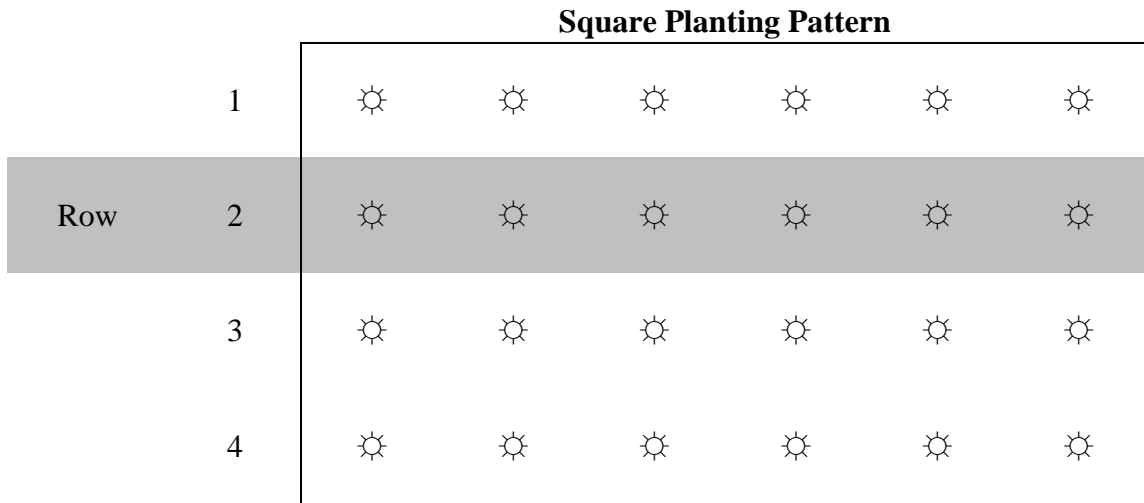 Square Planting Pattern
1 ☼ ☼ ☼ ☼ ☼ ☼
Row 2 ☼ ☼ ☼ ☼ ☼ ☼
3 ☼ ☼ ☼ ☼ ☼ ☼
4 ☼ ☼ ☼ ☼ ☼ ☼